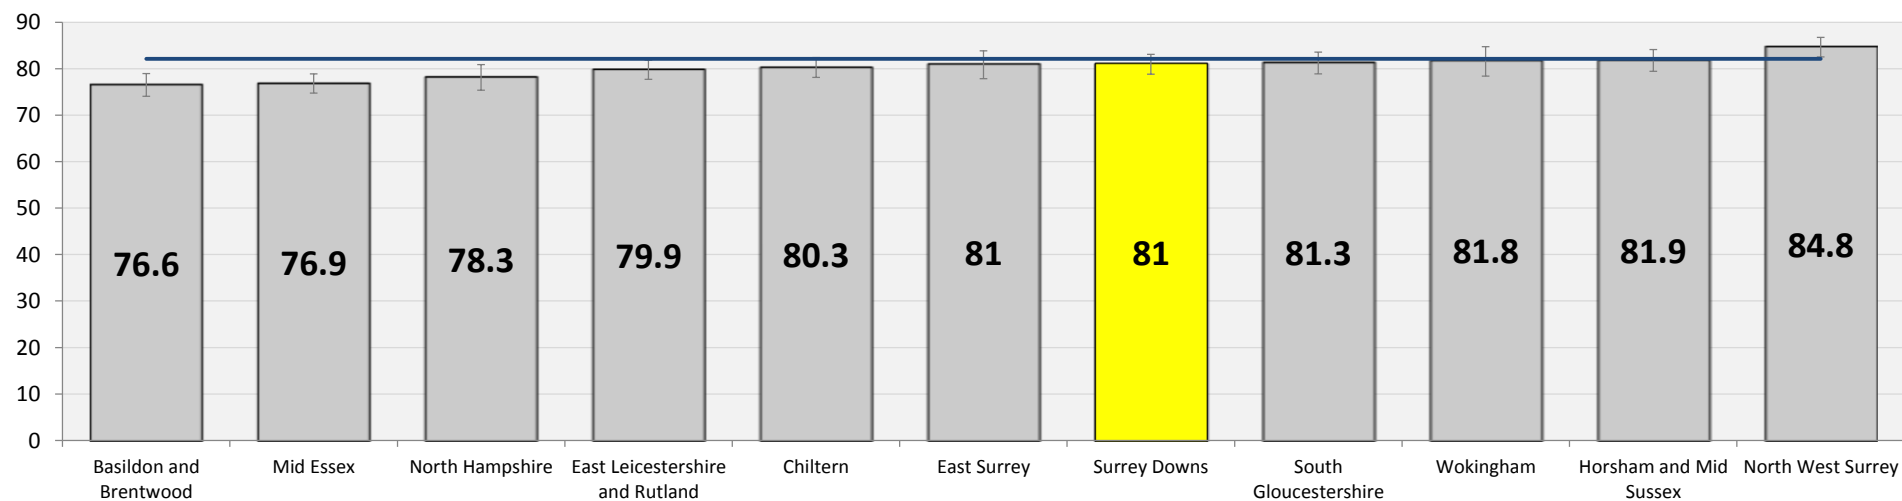 90
80
70
60
50
40
30
20
10
0
76.6
76.9
78.3
79.9
80.3
81
81
81.3
81.8
81.9
84.8
Basildon and
Brentwood
Mid Essex
North Hampshire
East Leicestershire
and Rutland
Chiltern
East Surrey
Surrey Downs
South
Gloucestershire
Wokingham
Horsham and Mid
Sussex
North West Surrey